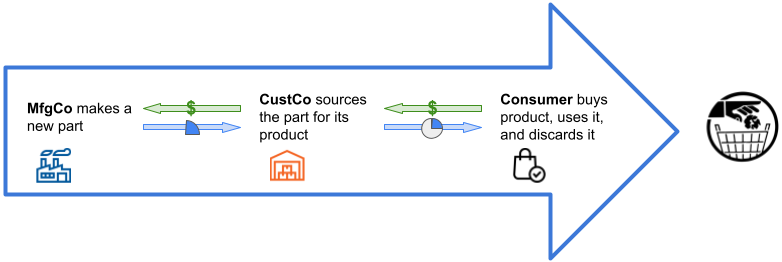 MfgCo makes a
new part
$
CustCo sources
the part for its
product
$
Consumer buys
product, uses it,
and discards it